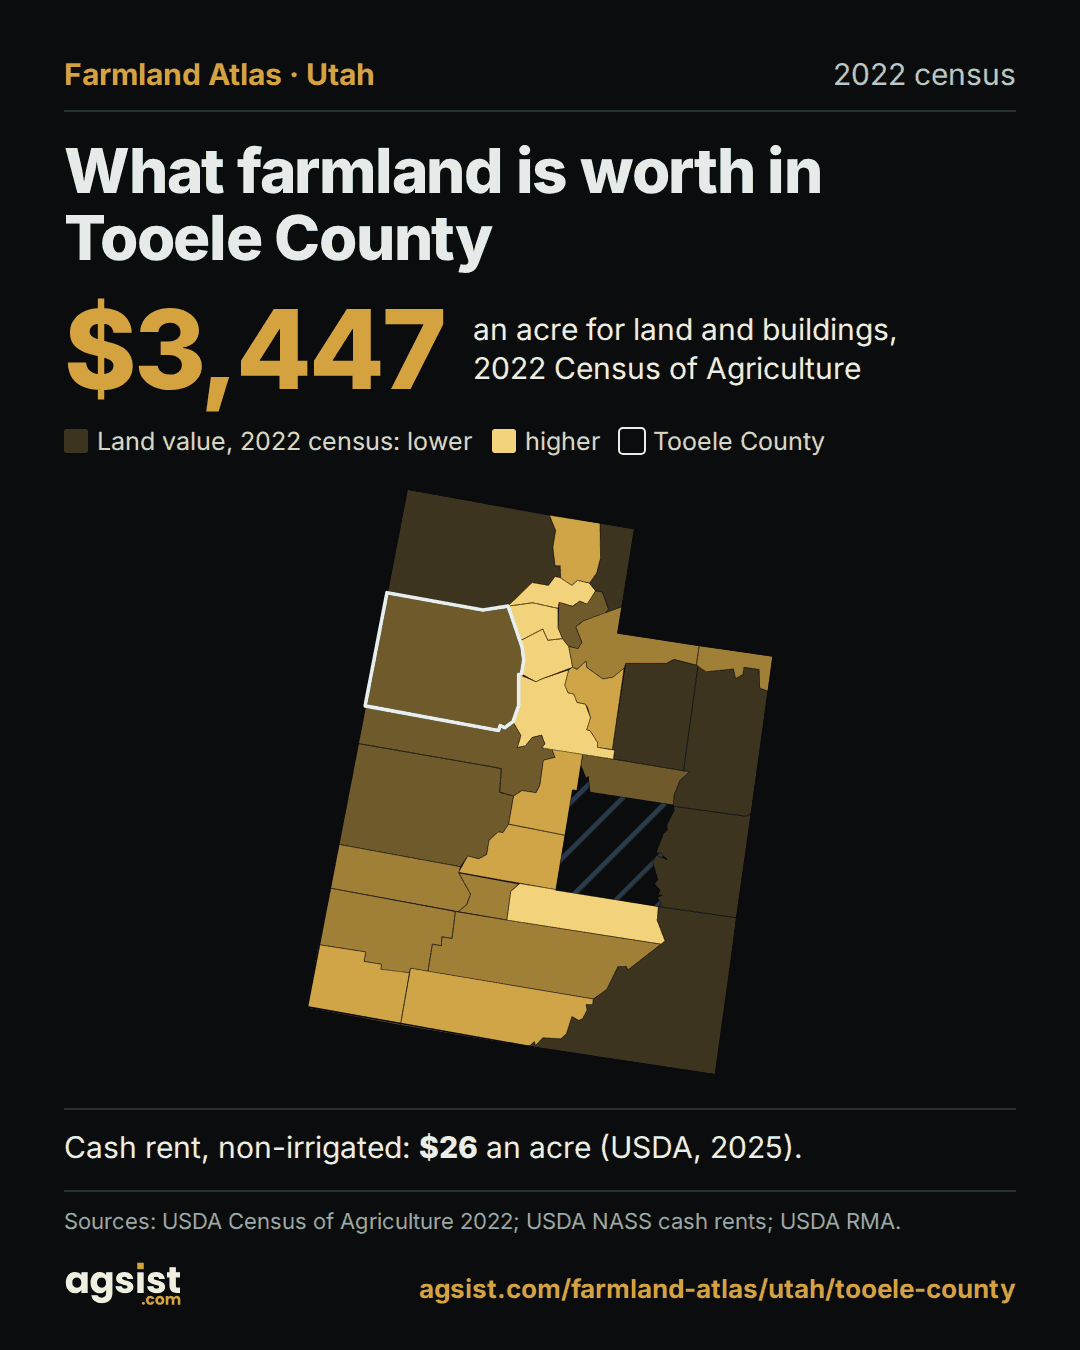 Farmland Atlas · Utah
2022 census
What farmland is worth in
Tooele County
$3,447
an acre for land and buildings,
2022 Census of Agriculture
Land value, 2022 census: lower
higher
Tooele County
Cash rent, non-irrigated: $26 an acre (USDA, 2025).
Sources: USDA Census of Agriculture 2022; USDA NASS cash rents; USDA RMA.
agsist
.com
agsist.com/farmland-atlas/utah/tooele-county